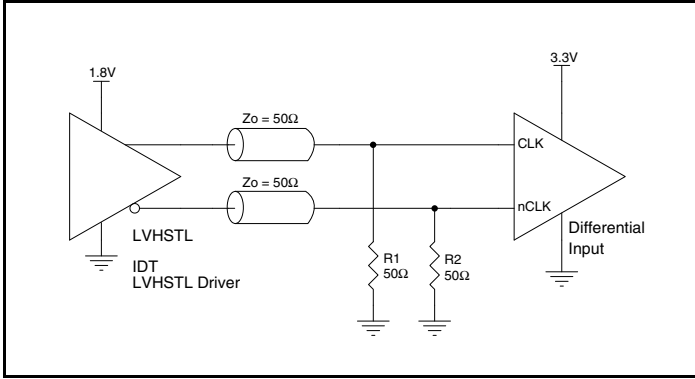 1.8V
3.3V
Zo = 50Ω
CLK
Zo = 50Ω
nCLK
LVHSTL
IDT
LVHSTL Driver
R1
50Ω
R2
50Ω
Differential
Input